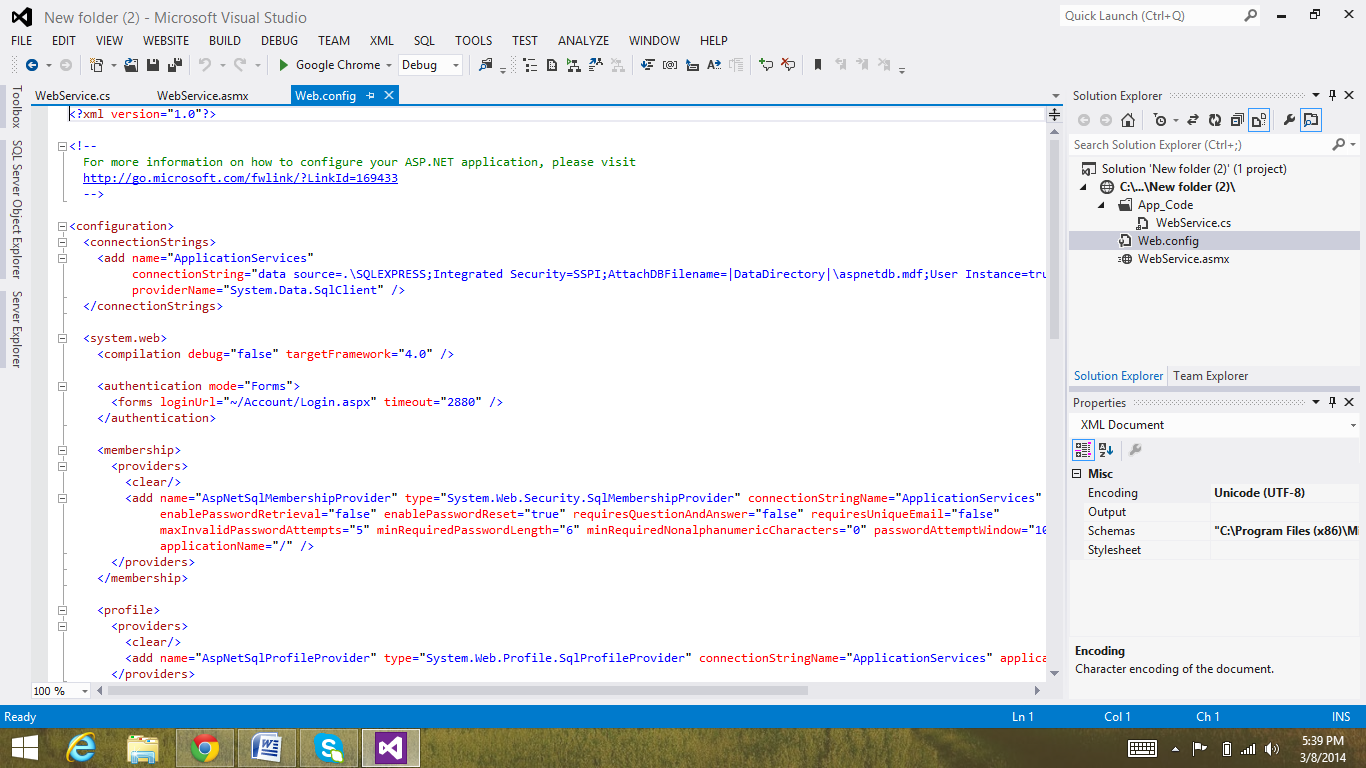 New folder (2) - Microsoft Visual Studio
Quick Launch (Ctrl+Q)
FILE EDIT VIEW WEBSITE BUILD DEBUG TEAM XML SQL TOOLS TEST ANALYZE WINDOW HELP
Google Chrome Debug
Toolbox
SQL Server Object Explorer
Server Explorer
WebService.cs WebService.asmx Web.config
<?xml version="1.0"?>
<!--
For more information on how to configure your ASP.NET application, please visit
http://go.microsoft.com/fwlink/?LinkId=169433
-->
<configuration>
<connectionStrings>
<add name="ApplicationServices"
connectionString="data source=.\SQLEXPRESS;Integrated Security=SSPI;AttachDBFilename=|DataDirectory|\aspnetdb.mdf;User Instance=tru
providerName="System.Data.SqlClient" />
</connectionStrings>
<system.web>
<compilation debug="false" targetFramework="4.0" />
<authentication mode="Forms">
<forms loginUrl="~/Account/Login.aspx" timeout="2880" />
</authentication>
<membership>
<providers>
<clear/>
<add name="AspNetSqlMembershipProvider" type="System.Web.Security.SqlMembershipProvider" connectionStringName="ApplicationServices"
enablePasswordRetrieval="false" enablePasswordReset="true" requiresQuestionAndAnswer="false" requiresUniqueEmail="false"
maxInvalidPasswordAttempts="5" minRequiredPasswordLength="6" minRequiredNonalphanumericCharacters="0" passwordAttemptWindow="10
applicationName="/" />
</providers>
</membership>
<profile>
<providers>
<clear/>
<add name="AspNetSqlProfileProvider" type="System.Web.Profile.SqlProfileProvider" connectionStringName="ApplicationServices" applica
</providers>
100 %
Solution Explorer
Search Solution Explorer (Ctrl+;)
Solution 'New folder (2)' (1 project)
C:\...\New folder (2)\
App_Code
WebService.cs
Web.config
WebService.asmx
Solution Explorer Team Explorer
Properties
XML Document
Misc
Encoding Unicode (UTF-8)
Output
Schemas "C:\Program Files (x86)\Mi
Stylesheet
Encoding
Character encoding of the document.
Ready Ln 1 Col 1 Ch 1 INS
5:39 PM
3/8/2014